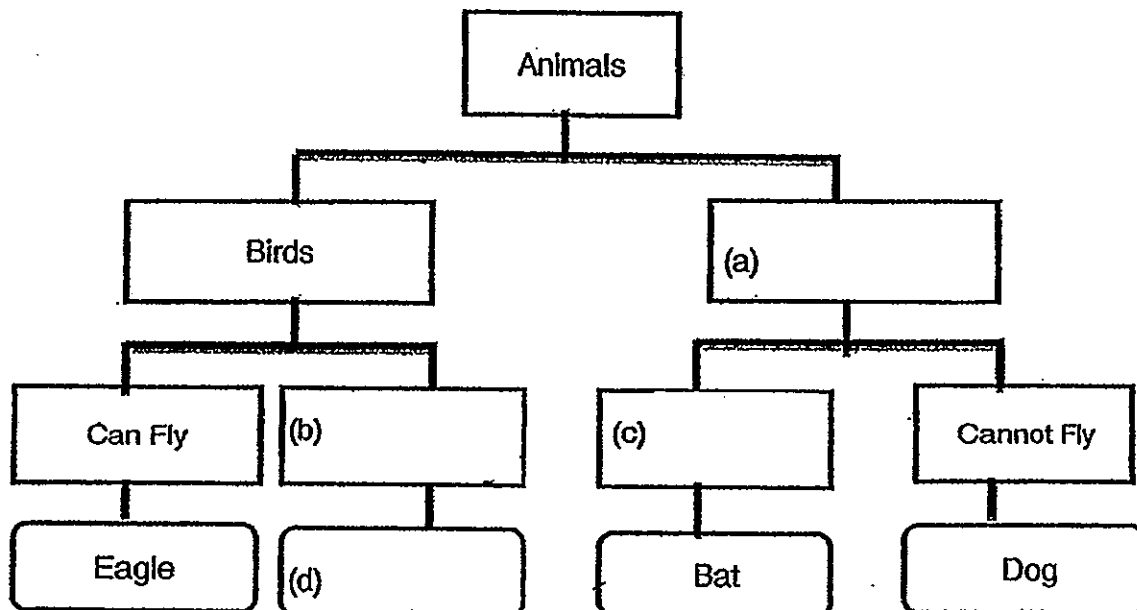 Animals
Birds
(a)
Can Fly
(b)
(c)
Cannot Fly
Eagle
(d)
Bat
Dog